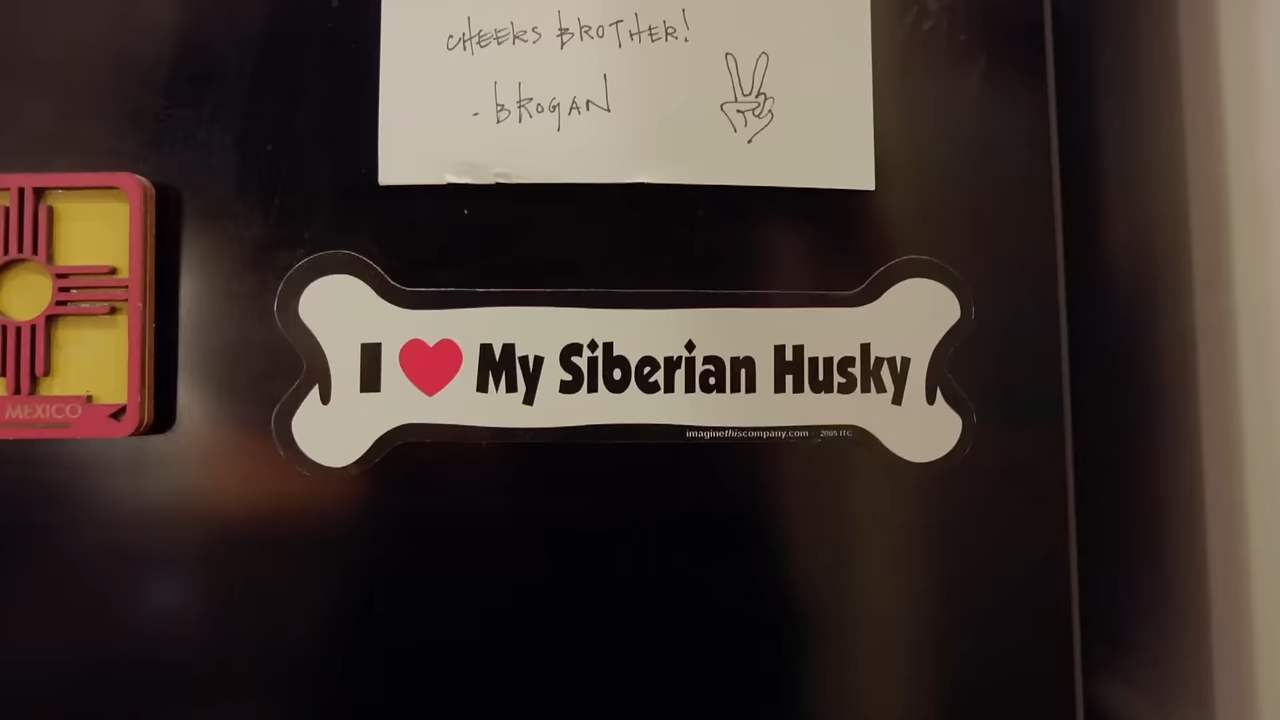 CHEERS BROTHER!
- BROGAN
MEXICO
I ❤ My Siberian Husky
imaginethiscompany.com 2005 ITC